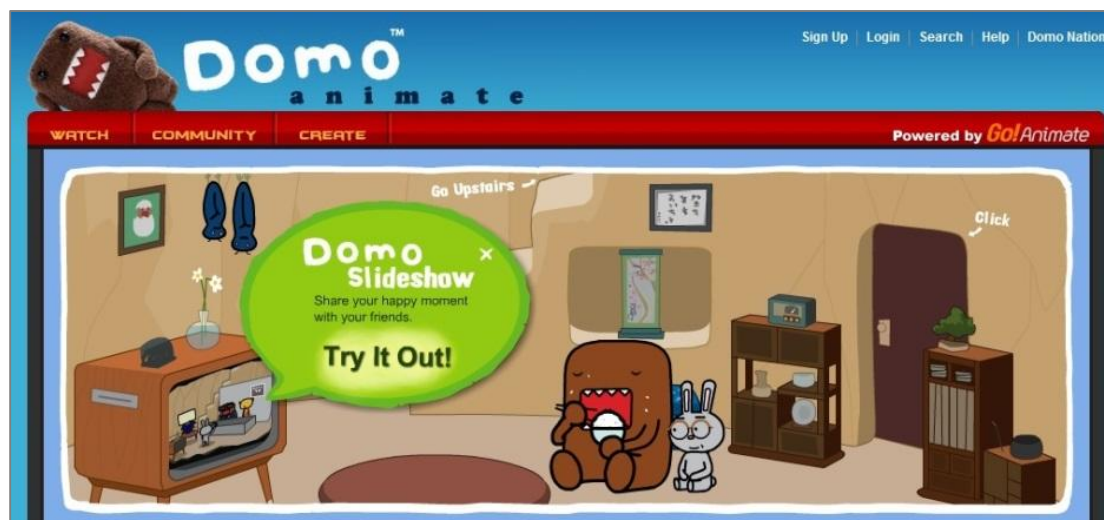 Domo™
animate
Sign Up | Login | Search | Help | Domo Nation
WATCH COMMUNITY CREATE
Powered by Go!Animate
Go Upstairs
Click
Domo
Slideshow
Share your happy moment
with your friends.
Try It Out!